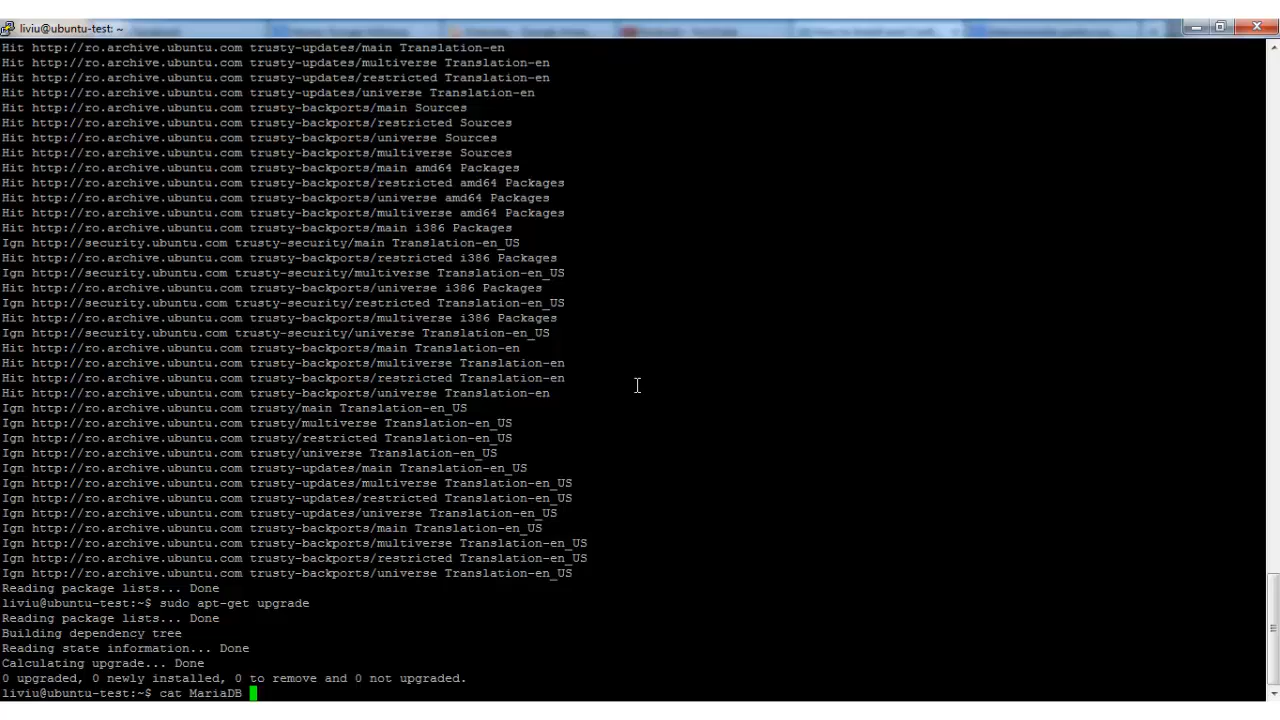 liviu@ubuntu-test: ~
Hit http://ro.archive.ubuntu.com trusty-updates/main Translation-en
Hit http://ro.archive.ubuntu.com trusty-updates/multiverse Translation-en
Hit http://ro.archive.ubuntu.com trusty-updates/restricted Translation-en
Hit http://ro.archive.ubuntu.com trusty-updates/universe Translation-en
Hit http://ro.archive.ubuntu.com trusty-backports/main Sources
Hit http://ro.archive.ubuntu.com trusty-backports/restricted Sources
Hit http://ro.archive.ubuntu.com trusty-backports/universe Sources
Hit http://ro.archive.ubuntu.com trusty-backports/multiverse Sources
Hit http://ro.archive.ubuntu.com trusty-backports/main amd64 Packages
Hit http://ro.archive.ubuntu.com trusty-backports/restricted amd64 Packages
Hit http://ro.archive.ubuntu.com trusty-backports/universe amd64 Packages
Hit http://ro.archive.ubuntu.com trusty-backports/multiverse amd64 Packages
Hit http://ro.archive.ubuntu.com trusty-backports/main i386 Packages
Ign http://security.ubuntu.com trusty-security/main Translation-en_US
Hit http://ro.archive.ubuntu.com trusty-backports/restricted i386 Packages
Ign http://security.ubuntu.com trusty-security/multiverse Translation-en_US
Hit http://ro.archive.ubuntu.com trusty-backports/universe i386 Packages
Ign http://security.ubuntu.com trusty-security/restricted Translation-en_US
Hit http://ro.archive.ubuntu.com trusty-backports/multiverse i386 Packages
Ign http://security.ubuntu.com trusty-security/universe Translation-en_US
Hit http://ro.archive.ubuntu.com trusty-backports/main Translation-en
Hit http://ro.archive.ubuntu.com trusty-backports/multiverse Translation-en
Hit http://ro.archive.ubuntu.com trusty-backports/restricted Translation-en
Hit http://ro.archive.ubuntu.com trusty-backports/universe Translation-en
Ign http://ro.archive.ubuntu.com trusty/main Translation-en_US
Ign http://ro.archive.ubuntu.com trusty/multiverse Translation-en_US
Ign http://ro.archive.ubuntu.com trusty/restricted Translation-en_US
Ign http://ro.archive.ubuntu.com trusty/universe Translation-en_US
Ign http://ro.archive.ubuntu.com trusty-updates/main Translation-en_US
Ign http://ro.archive.ubuntu.com trusty-updates/multiverse Translation-en_US
Ign http://ro.archive.ubuntu.com trusty-updates/restricted Translation-en_US
Ign http://ro.archive.ubuntu.com trusty-updates/universe Translation-en_US
Ign http://ro.archive.ubuntu.com trusty-backports/main Translation-en_US
Ign http://ro.archive.ubuntu.com trusty-backports/multiverse Translation-en_US
Ign http://ro.archive.ubuntu.com trusty-backports/restricted Translation-en_US
Ign http://ro.archive.ubuntu.com trusty-backports/universe Translation-en_US
Reading package lists... Done
liviu@ubuntu-test:~$ sudo apt-get upgrade
Reading package lists... Done
Building dependency tree
Reading state information... Done
Calculating upgrade... Done
0 upgraded, 0 newly installed, 0 to remove and 0 not upgraded.
liviu@ubuntu-test:~$ cat MariaDB